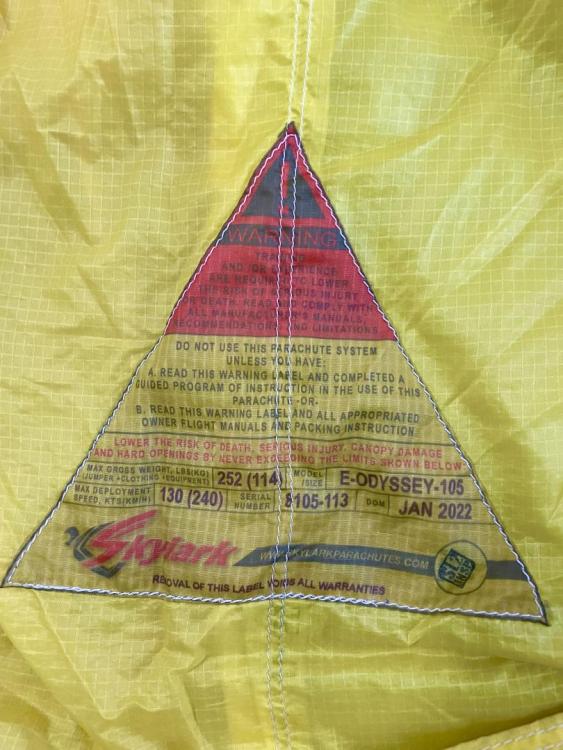 WARNING
TRAINING
AND /OR EXPERIENCE
ARE REQUIRED TO LOWER
THE RISK OF SERIOUS INJURY
OR DEATH. READ AND COMPLY WITH
ALL MANUFACTURER'S MANUALS,
RECOMMENDATIONS AND LIMITATIONS
DO NOT USE THIS PARACHUTE SYSTEM
UNLESS YOU HAVE:
A. READ THIS WARNING LABEL AND COMPLETED A
GUIDED PROGRAM OF INSTRUCTION IN THE USE OF THIS
PARACHUTE -OR-
B. READ THIS WARNING LABEL AND ALL APPROPRIATED
OWNER FLIGHT MANUALS AND PACKING INSTRUCTION
LOWER THE RISK OF DEATH, SERIOUS INJURY, CANOPY DAMAGE
AND HARD OPENINGS BY NEVER EXCEEDING THE LIMITS SHOWN BELOW
MAX GROSS WEIGHT, LBS(KG) (JUMPER +CLOTHING +EQUIPMENT) 252 (114) MODEL /SIZE E-ODYSSEY-105
MAX DEPLOYMENT SPEED, KTS(KM/H) 130 (240) SERIAL NUMBER 8105-113 DOM JAN 2022
Skylark WWW.SKYLARKPARACHUTES.COM
REMOVAL OF THIS LABEL VOIDS ALL WARRANTIES